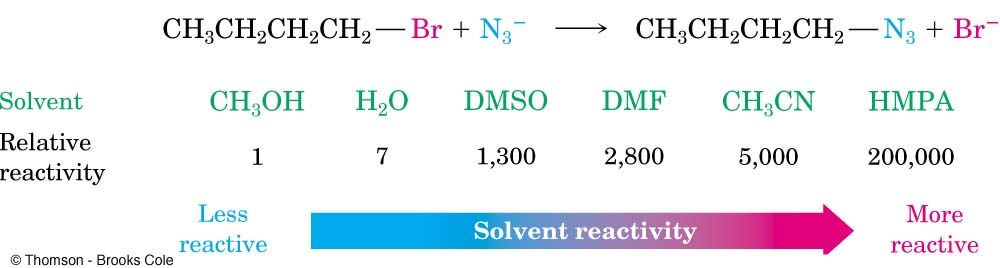 CH₃CH₂CH₂CH₂—Br + N₃⁻ ⟶ CH₃CH₂CH₂CH₂—N₃ + Br⁻
Solvent CH₃OH H₂O DMSO DMF CH₃CN HMPA
Relative
reactivity 1 7 1,300 2,800 5,000 200,000
Less
reactive
Solvent reactivity
More
reactive
© Thomson - Brooks Cole